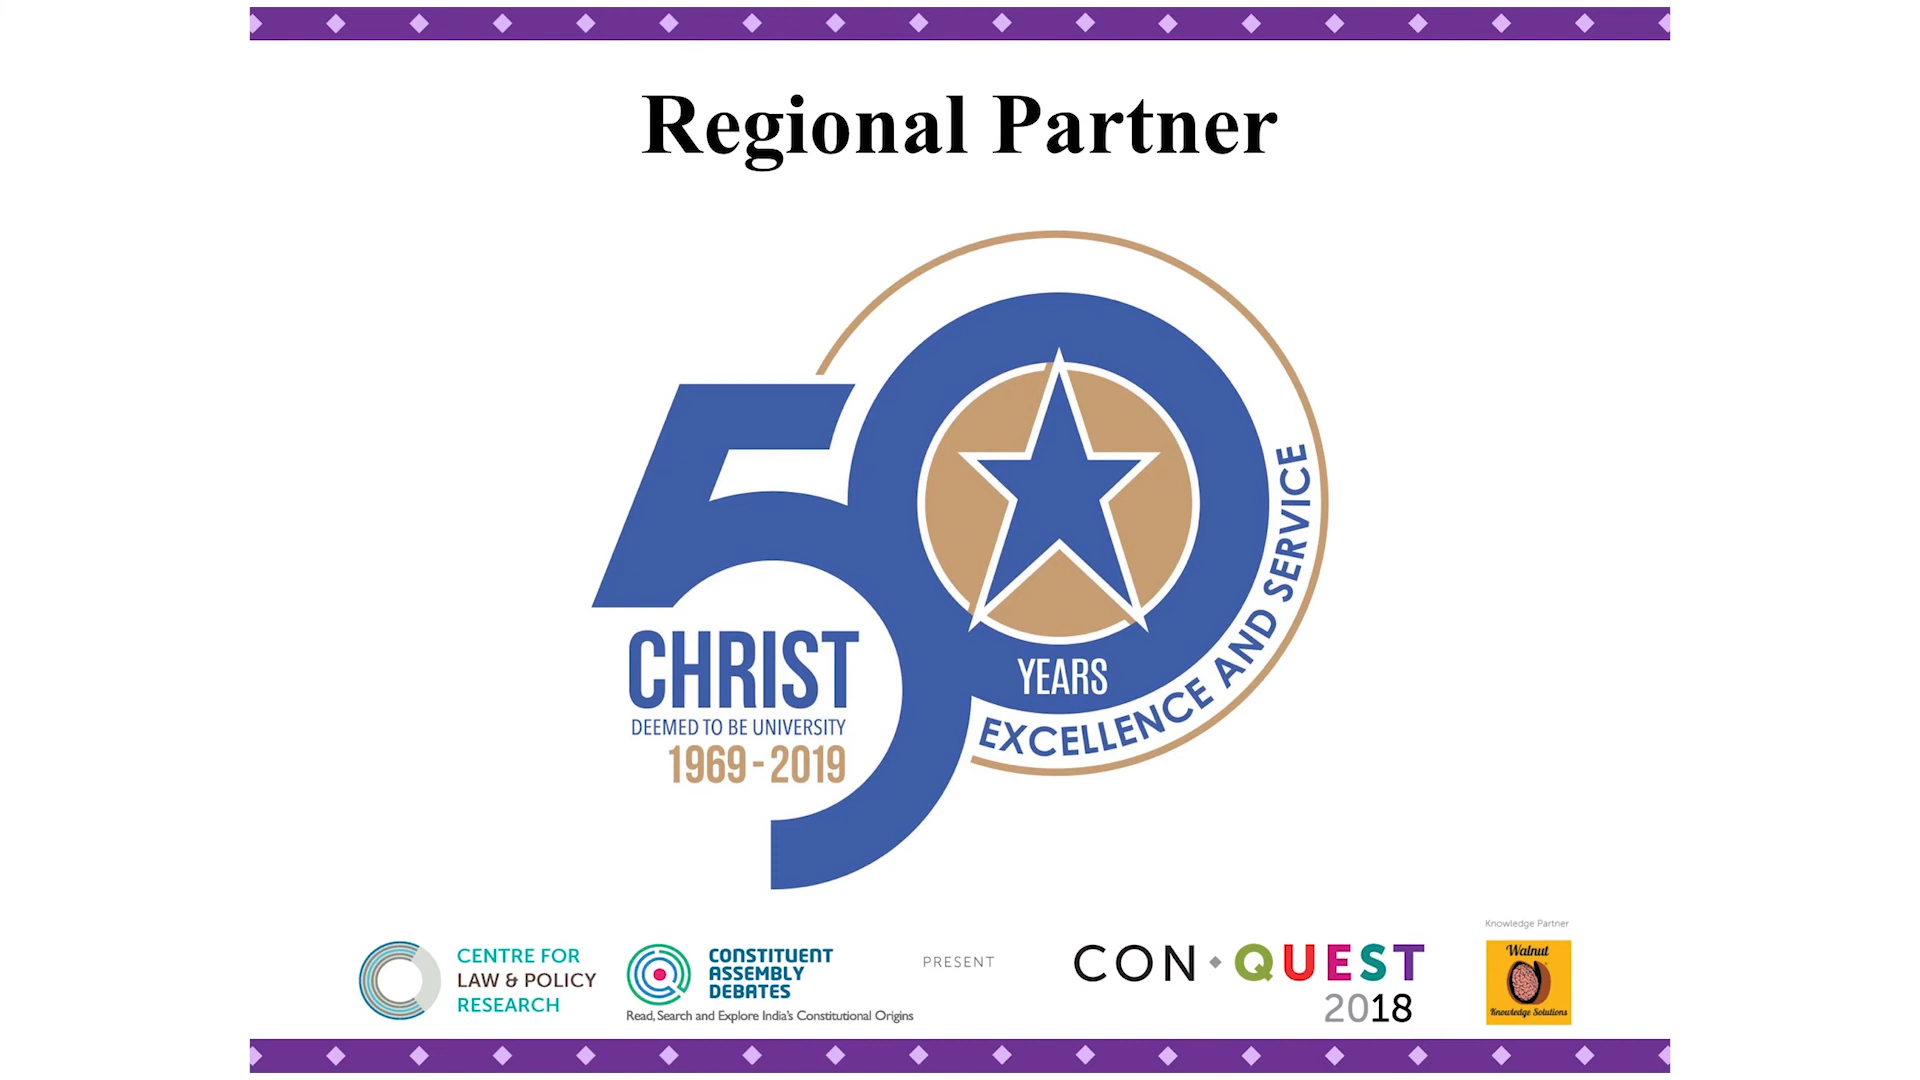 Regional Partner
50
YEARS
EXCELLENCE AND SERVICE
CHRIST
DEEMED TO BE UNIVERSITY
1969 - 2019
CENTRE FOR
LAW & POLICY
RESEARCH
CONSTITUENT
ASSEMBLY
DEBATES
Read, Search and Explore India's Constitutional Origins
PRESENT
CON QUEST
2018
Knowledge Partner
Walnut
Knowledge Solutions